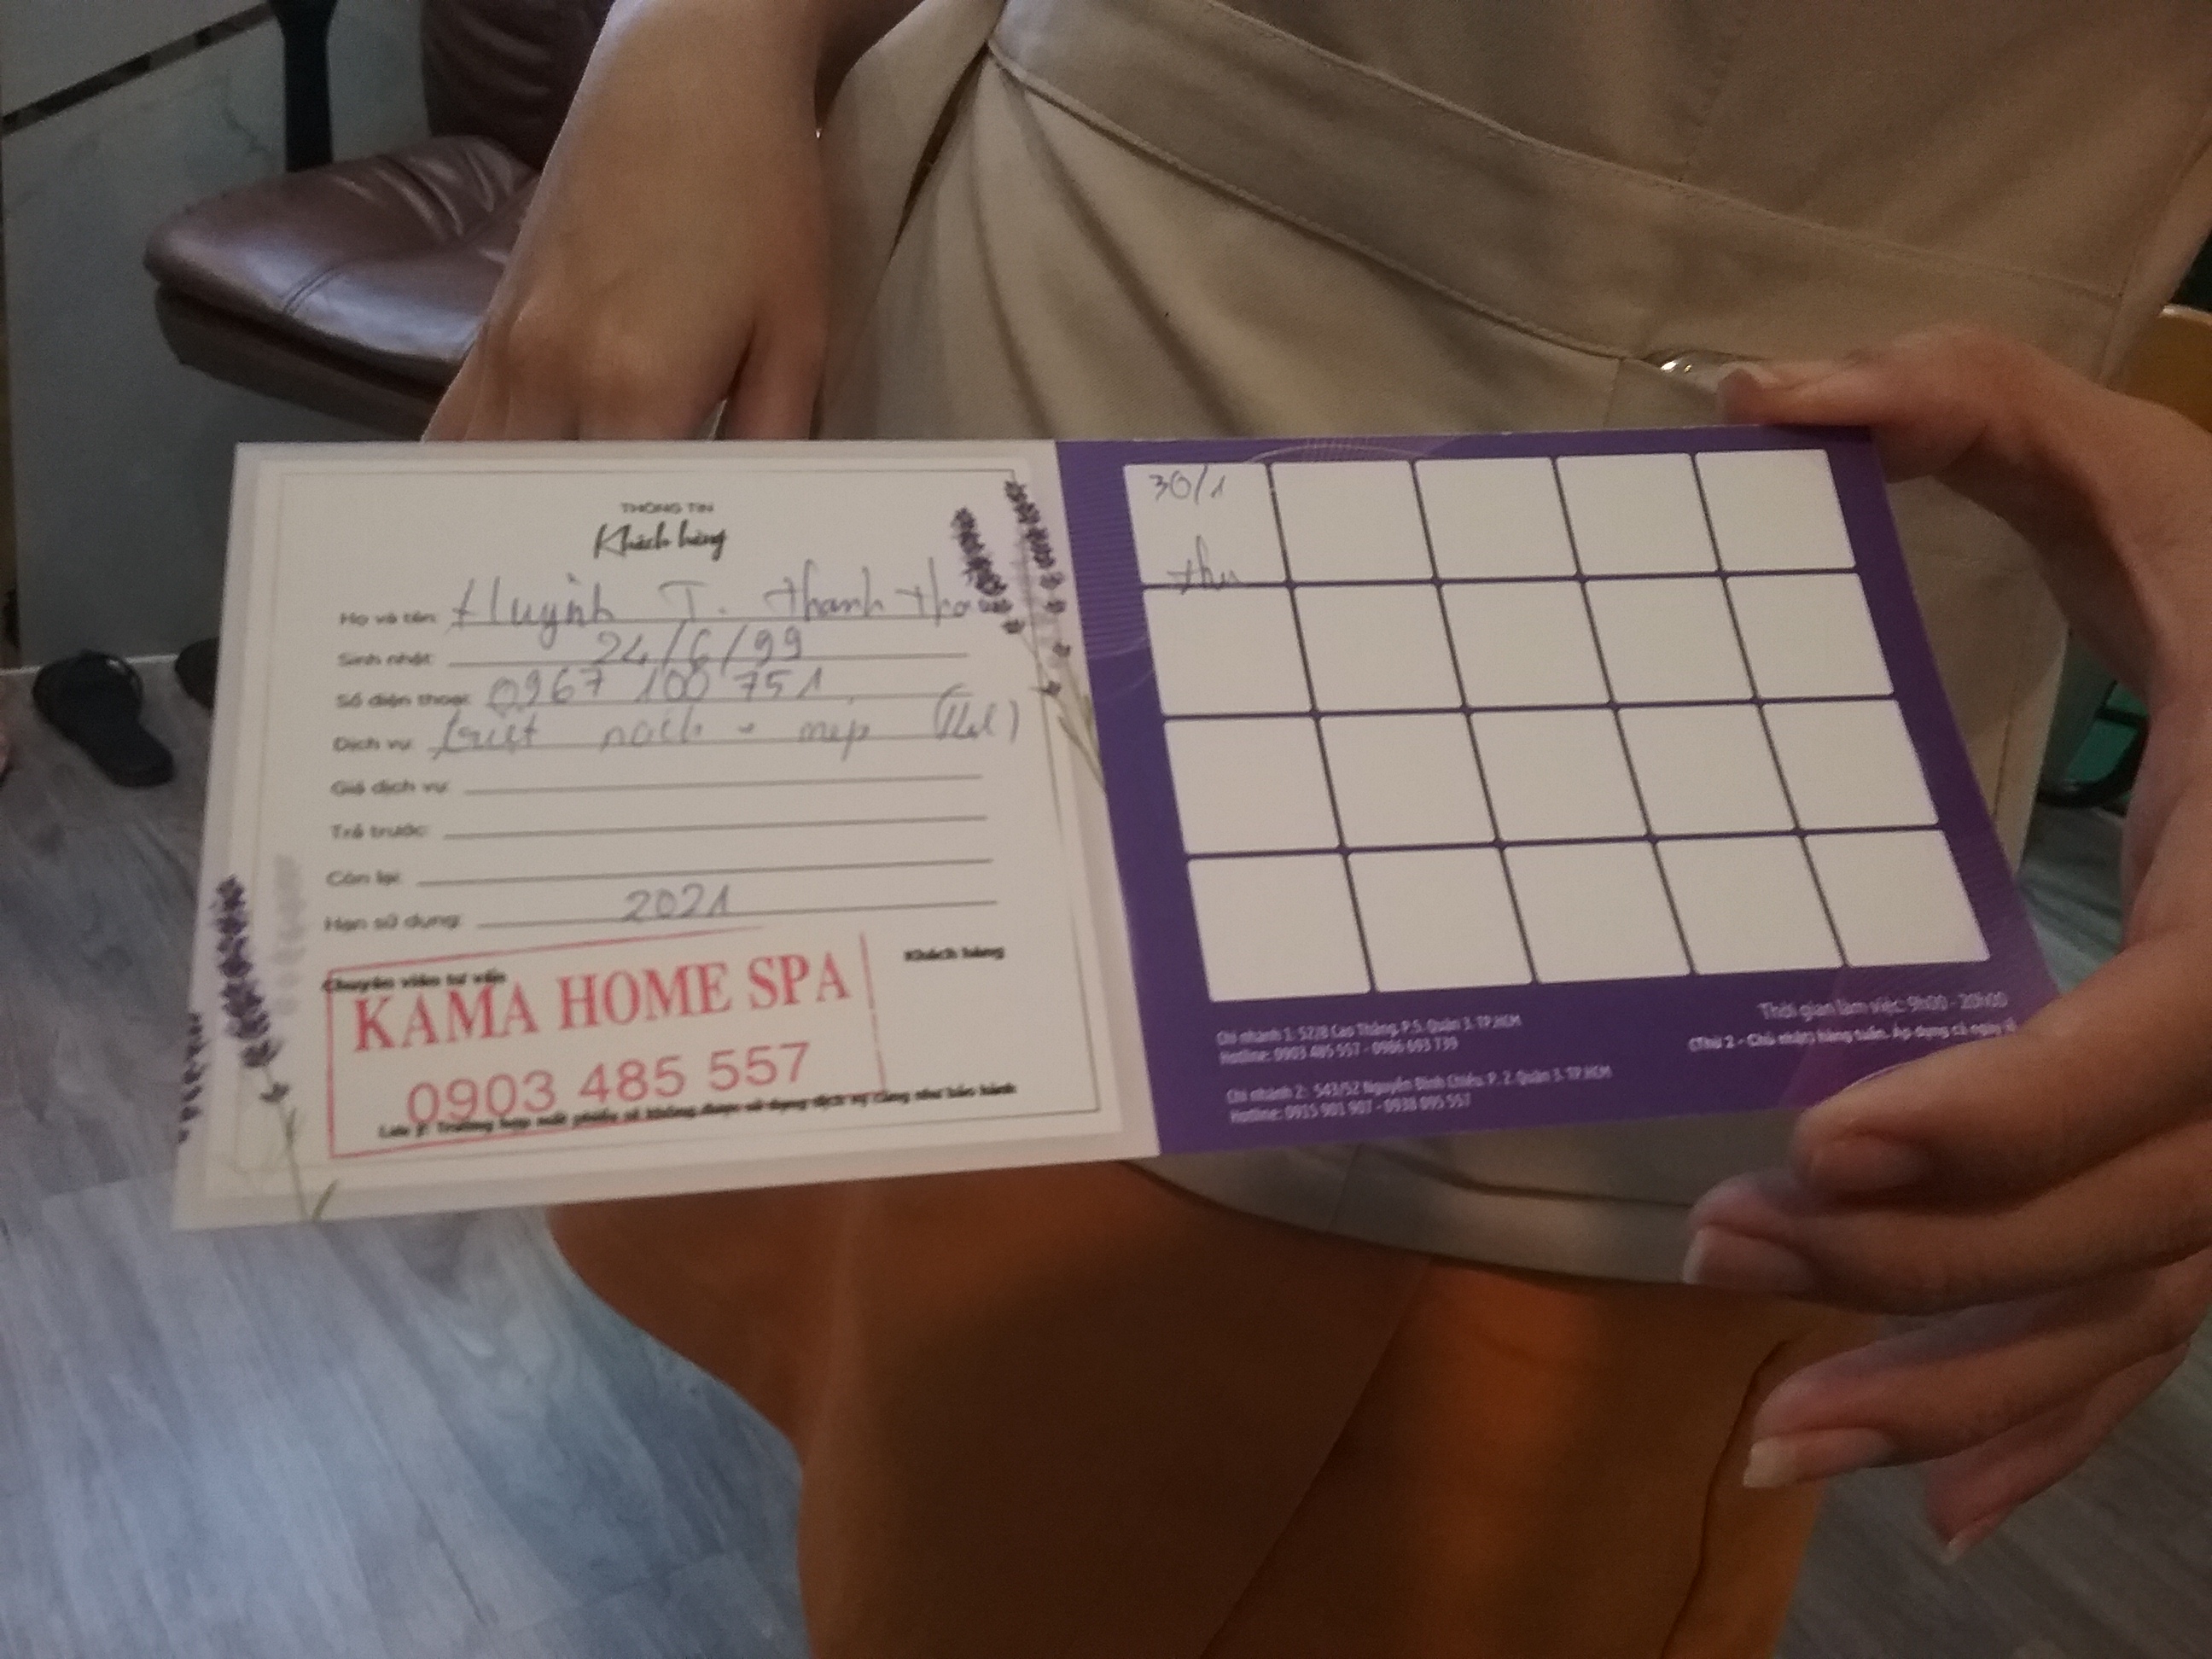 THÔNG TIN
Khách hàng
Họ và tên: Huỳnh T. Thanh Tho
Sinh nhật: 24/6/99
Số điện thoại: 0967 100 751
Dịch vụ: triệt nách - mép
Giá dịch vụ:
Trả trước:
Còn lại:
Hạn sử dụng: 2021
Chuyên viên tư vấn
Khách hàng
KAMA HOME SPA
0903 485 557
Lưu ý: Trường hợp mất phiếu sẽ không được sử dụng dịch vụ cũng như bảo hành
30/1
thu
Chi nhánh 1: 52/8 Cao Thắng, P.5, Quận 3, TP.HCM
Hotline: 0903 485 557 - 0986 693 739
Chi nhánh 2: 543/52 Nguyễn Đình Chiểu, P. 2, Quận 3, TP.HCM
Hotline: 0915 901 907 - 0938 095 557
Thời gian làm việc: 9h00 - 20h00
(Thứ 2 - Chủ nhật) hàng tuần. Áp dụng cả ngày